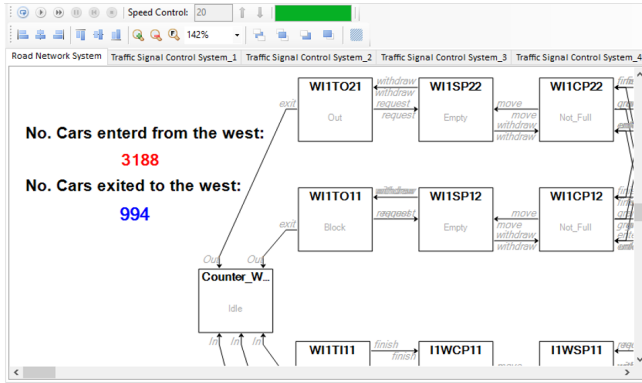 Speed Control: 20
142%
Road Network System Traffic Signal Control System_1 Traffic Signal Control System_2 Traffic Signal Control System_3 Traffic Signal Control System_4
WI1TO21 withdraw WI1SP22 WI1CP22
withdraw
exit request move
Out request Empty move Not_Full
withdraw
withdraw
No. Cars enterd from the west:
3188
No. Cars exited to the west:
994
WI1TO11 WI1SP12 WI1CP12
request move
exit Block Empty move Not_Full
withdraw
withdraw
Out Out
Counter_W...
Idle
In In In
WI1TI11 finish I1WCP11 I1WSP11
finish